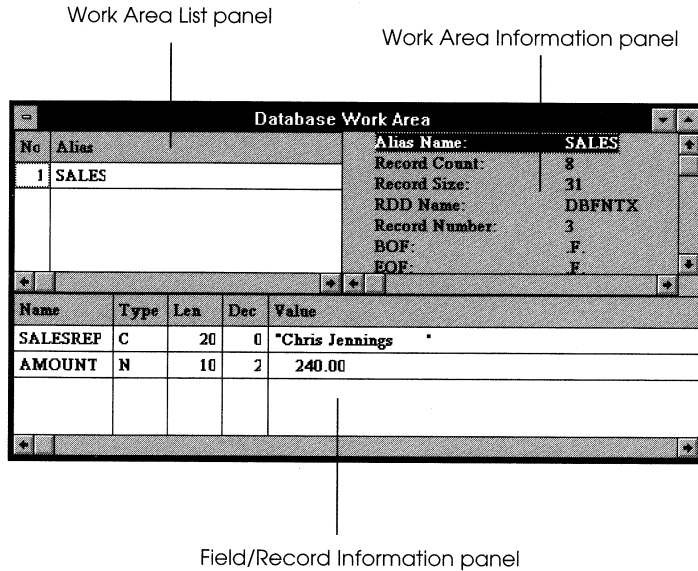 Work Area List panel
Work Area Information panel
Database Work Area
No Alias
1 SALES
Alias Name: SALES
Record Count: 8
Record Size: 31
RDD Name: DBFNTX
Record Number: 3
BOF: .F.
EOF: .F.
Name Type Len Dec Value
SALESREP C 20 0 "Chris Jennings "
AMOUNT N 10 2 240.00
Field/Record Information panel